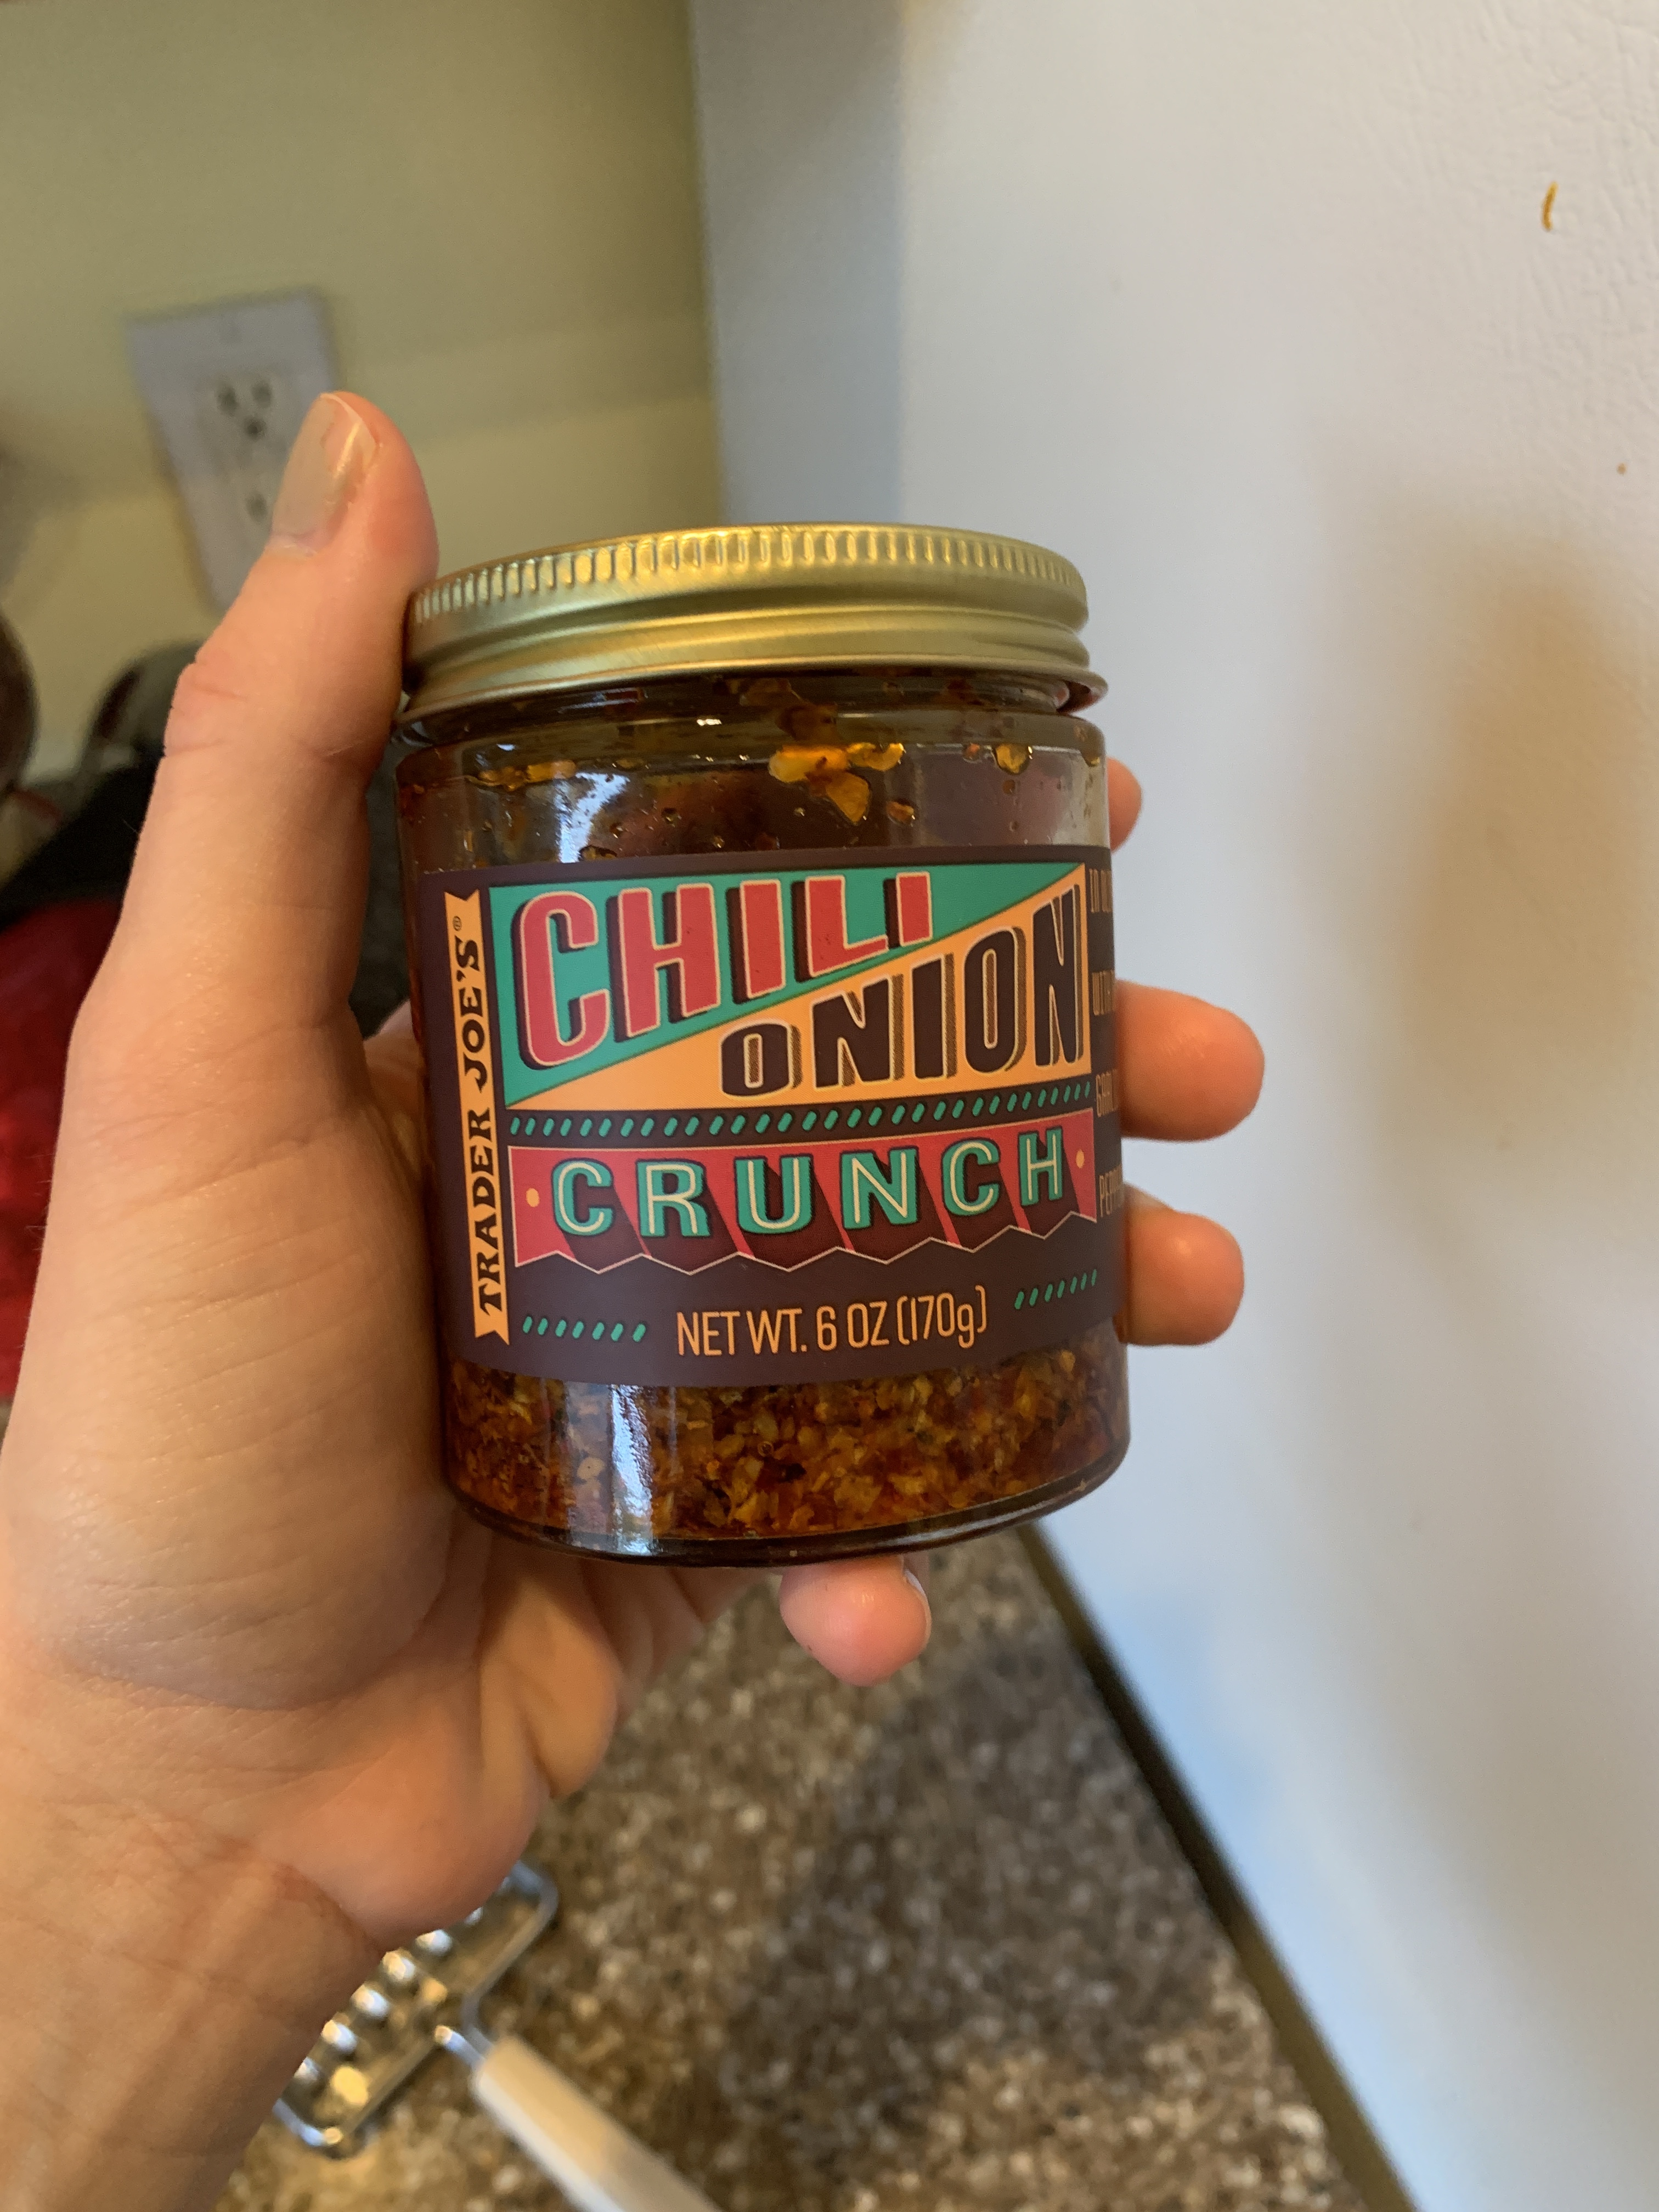 TRADER JOE'S®
CHILI
ONION
CRUNCH
NET WT. 6 OZ (170g)